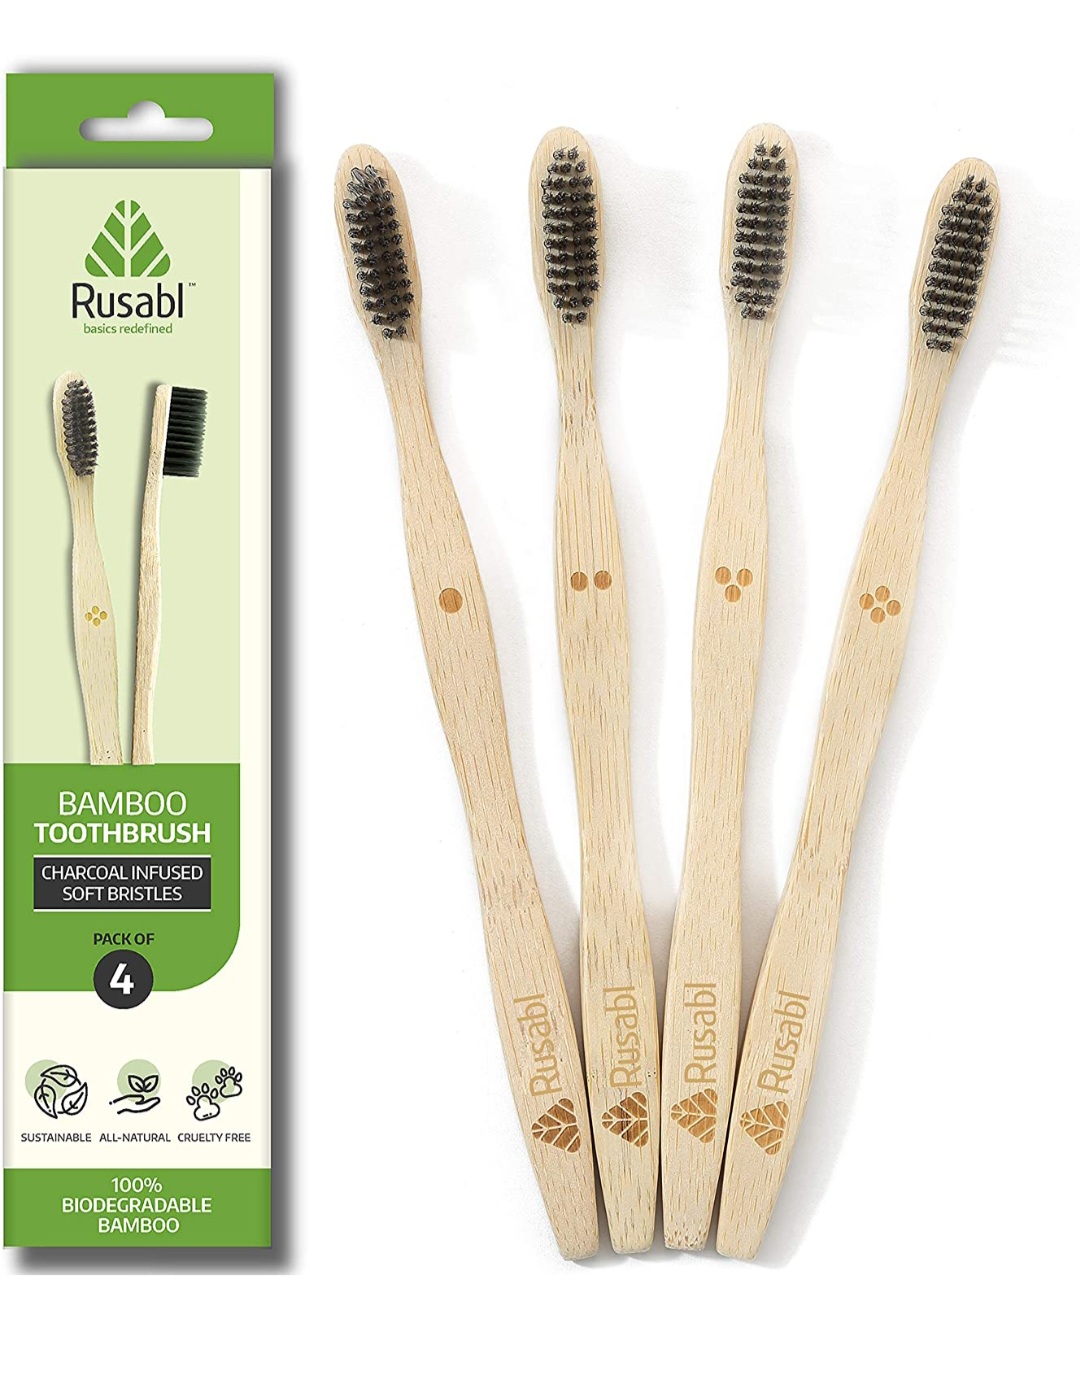 Rusabl™
basics redefined
BAMBOO
TOOTHBRUSH
CHARCOAL INFUSED
SOFT BRISTLES
PACK OF
4
SUSTAINABLE
ALL-NATURAL
CRUELTY FREE
100%
BIODEGRADABLE
BAMBOO
Rusabl
Rusabl
Rusabl
Rusabl